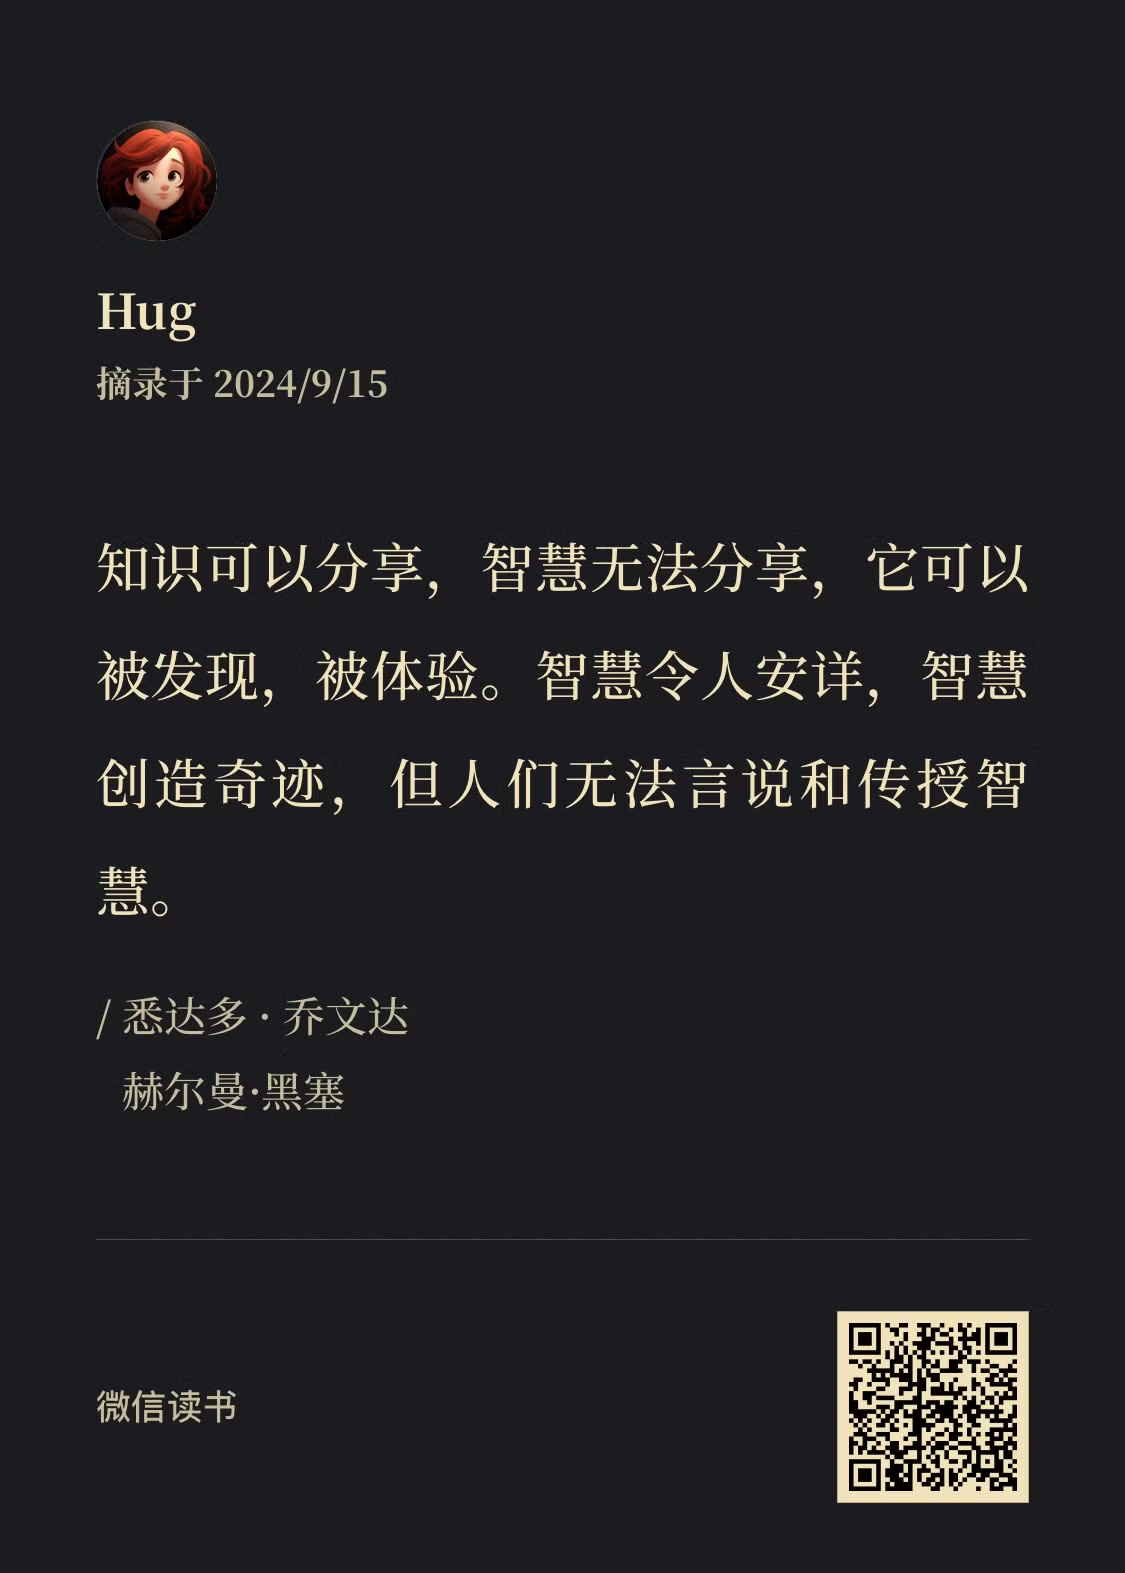 Hug
摘录于 2024/9/15
知识可以分享，智慧无法分享，它可以
被发现，被体验。智慧令人安详，智慧
创造奇迹，但人们无法言说和传授智
慧。
/ 悉达多 · 乔文达
赫尔曼·黑塞
微信读书